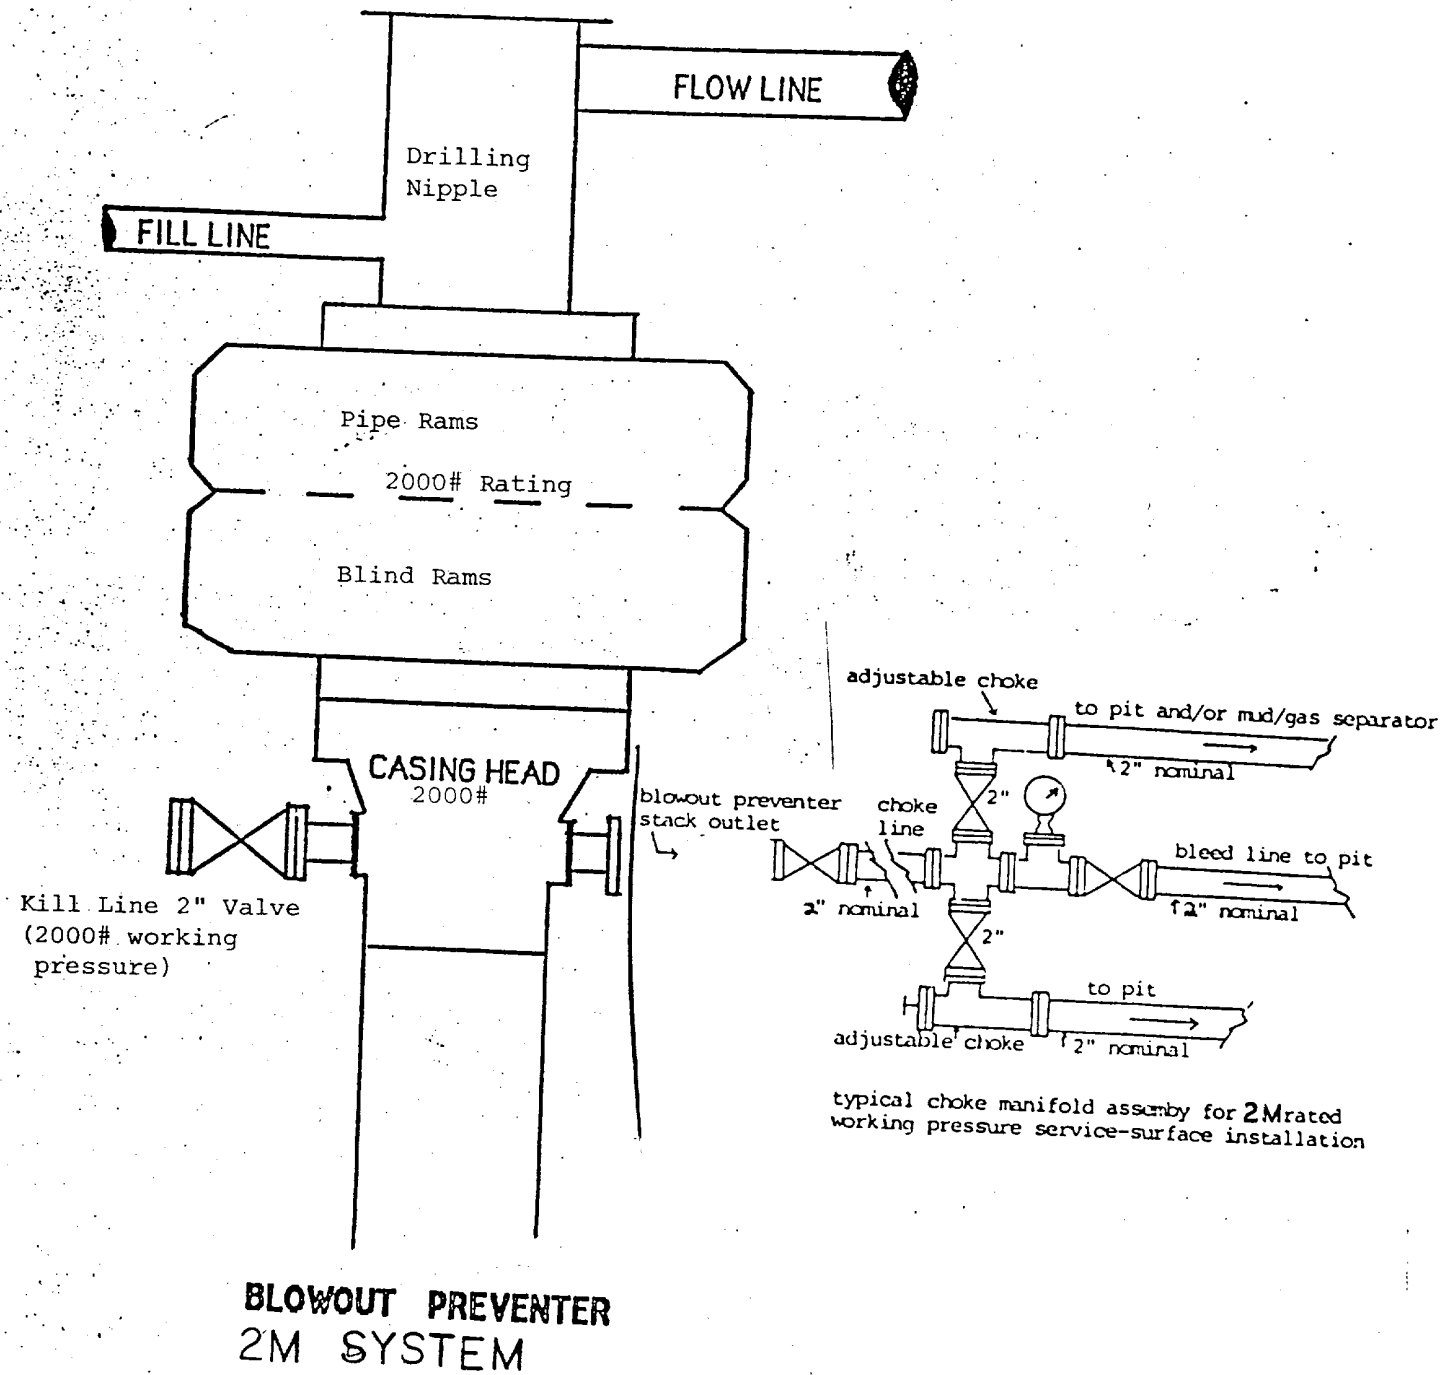 FLOW LINE
Drilling
Nipple
FILL LINE
Pipe Rams
2000# Rating
Blind Rams
CASING HEAD
2000#
Kill Line 2" Valve
(2000# working
pressure)
blowout preventer
stack outlet
choke
line
adjustable choke
to pit and/or mud/gas separator
2" nominal
2"
bleed line to pit
2" nominal
2" nominal
2"
to pit
adjustable choke
2" nominal
typical choke manifold assemby for 2M rated
working pressure service-surface installation
BLOWOUT PREVENTER
2M SYSTEM